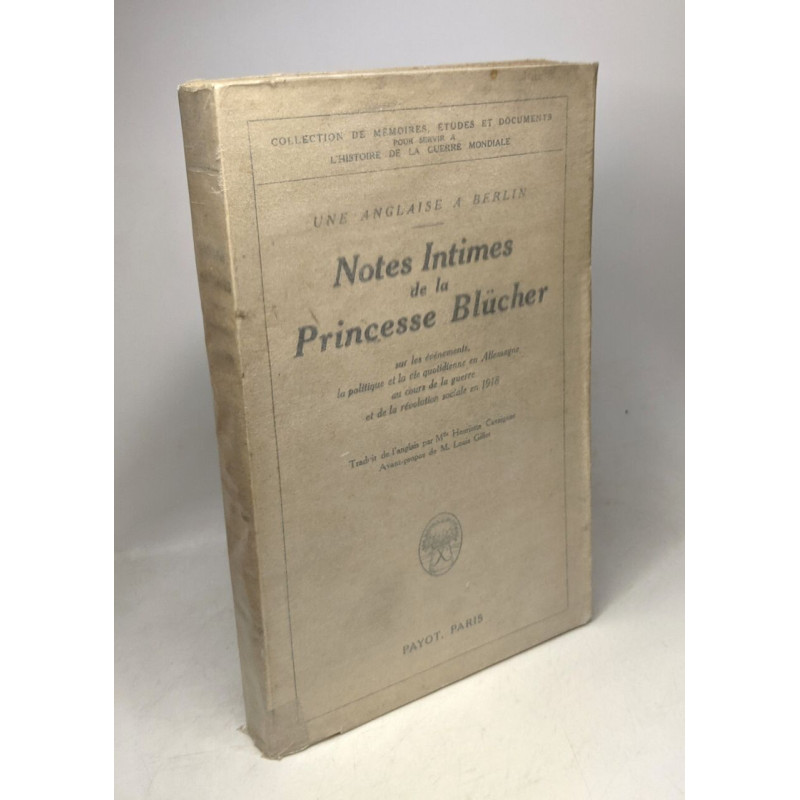 COLLECTION DE MÉMOIRES, ÉTUDES ET DOCUMENTS
POUR SERVIR A
L'HISTOIRE DE LA GUERRE MONDIALE
UNE ANGLAISE A BERLIN
Notes Intimes
de la
Princesse Blücher
sur les événements,
la politique et la vie quotidienne en Allemagne
au cours de la guerre
et de la révolution sociale en 1918
Traduit de l'anglais par Mlle
Avant-propos de M. Louis Gillet
PAYOT, PARIS